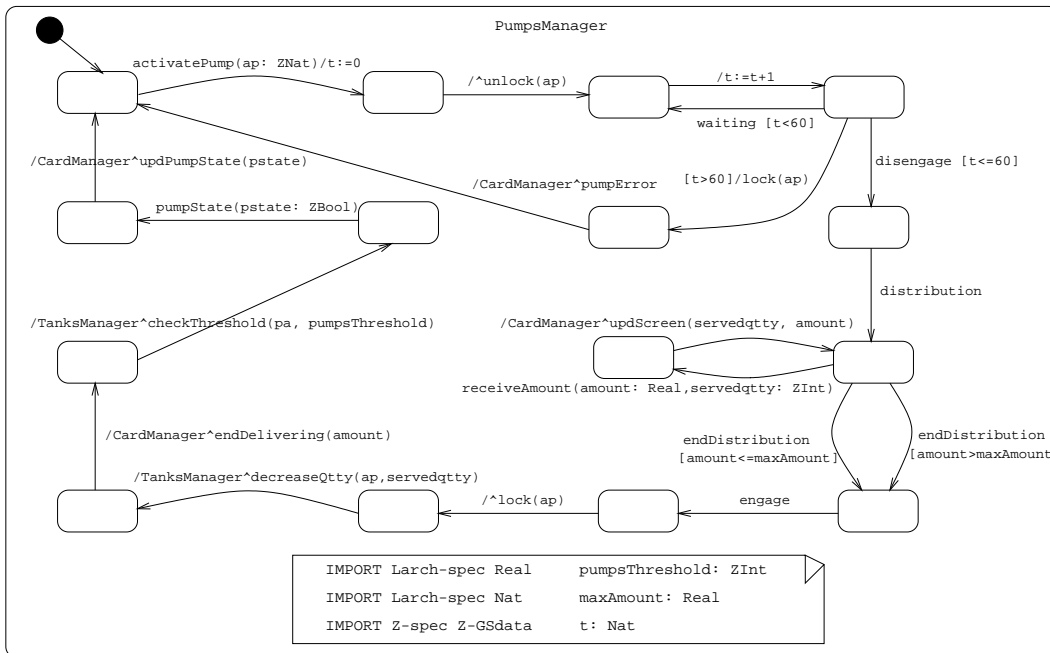 PumpsManager
activatePump(ap: ZNat)/t:=0
/^unlock(ap)
/t:=t+1
waiting [t<60]
/CardManager^updPumpState(pstate)
/CardManager^pumpError
[t>60]/lock(ap)
disengage [t<=60]
pumpState(pstate: ZBool)
distribution
/TanksManager^checkThreshold(pa, pumpsThreshold)
/CardManager^updScreen(servedqtty, amount)
receiveAmount(amount: Real,servedqtty: ZInt)
/CardManager^endDelivering(amount)
endDistribution
[amount<=maxAmount]
endDistribution
[amount>maxAmount]
/TanksManager^decreaseQtty(ap,servedqtty)
/^lock(ap)
engage
IMPORT Larch-spec Real pumpsThreshold: ZInt
IMPORT Larch-spec Nat maxAmount: Real
IMPORT Z-spec Z-GSdata t: Nat